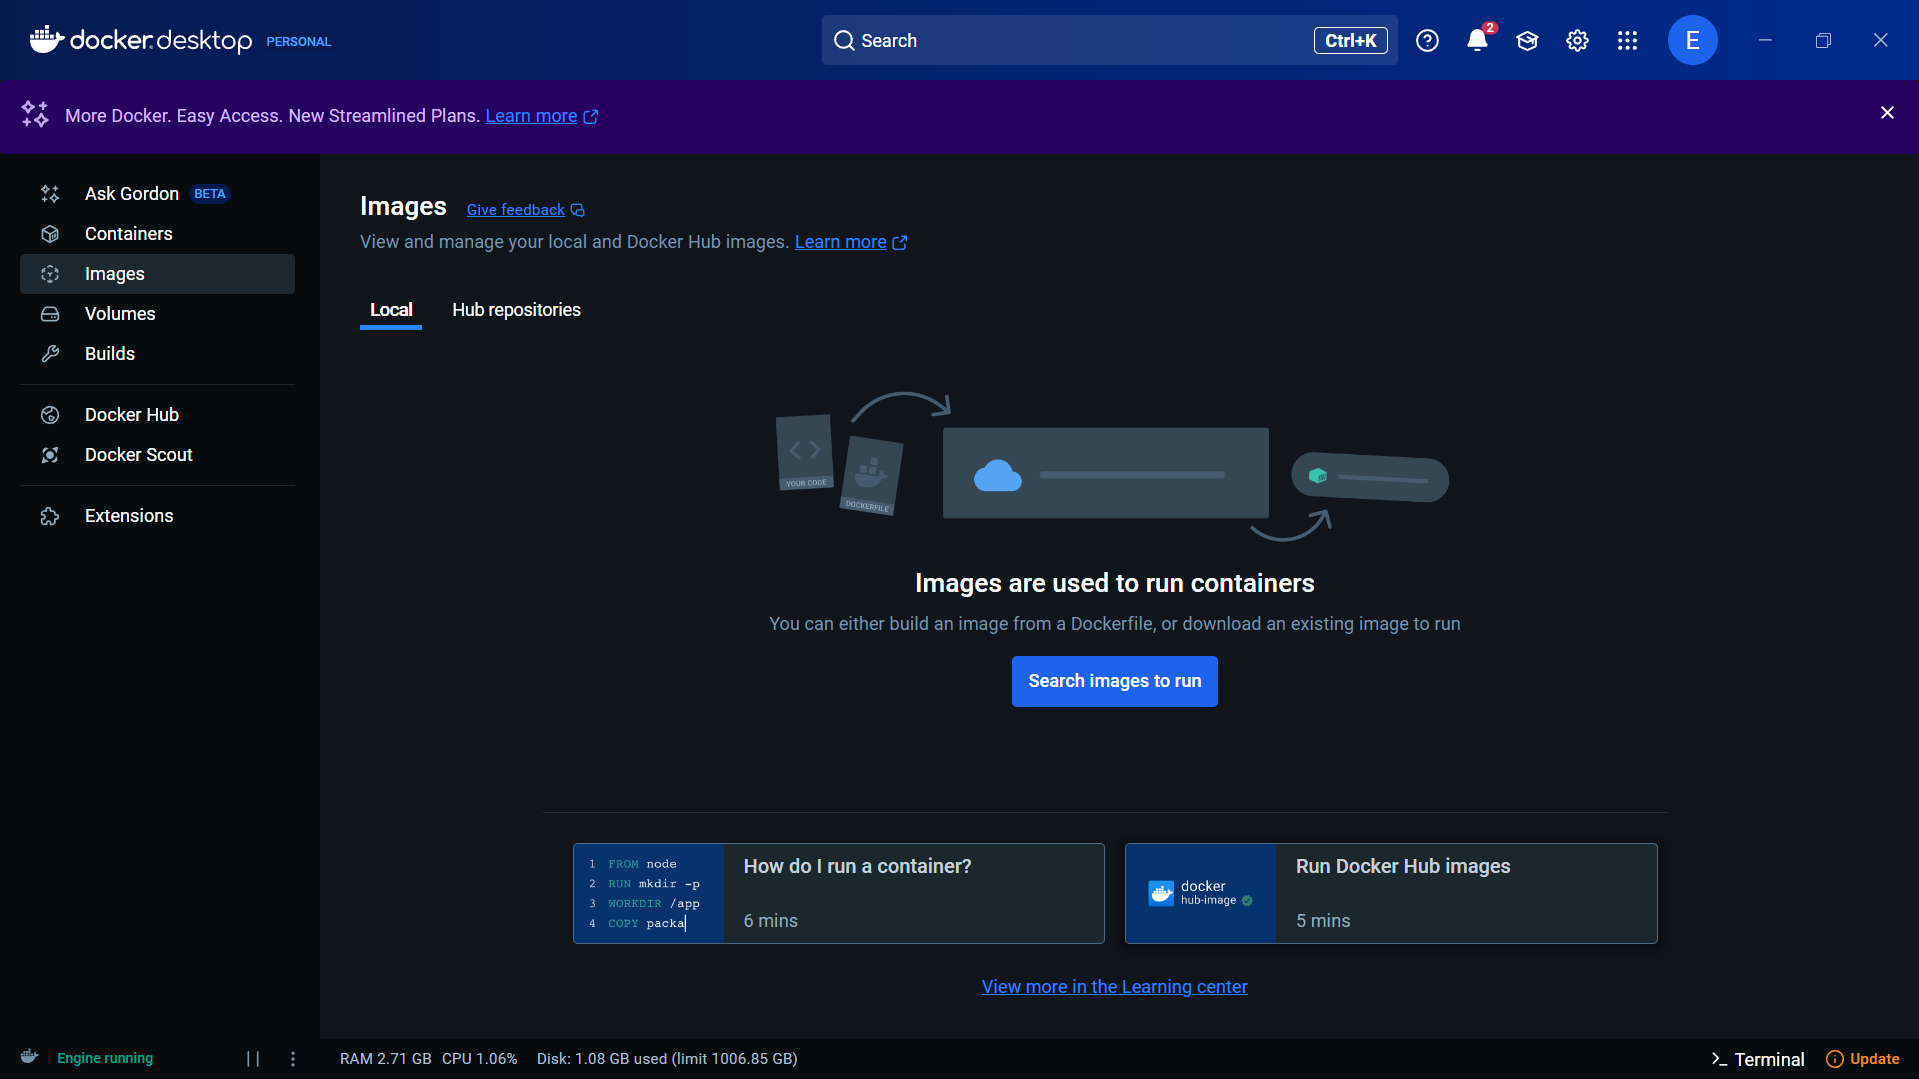 docker.desktop PERSONAL
Search
Ctrl+K
2
E
More Docker. Easy Access. New Streamlined Plans. Learn more
Ask Gordon BETA
Containers
Images
Volumes
Builds
Docker Hub
Docker Scout
Extensions
Images Give feedback
View and manage your local and Docker Hub images. Learn more
Local Hub repositories
YOUR CODE
DOCKERFILE
Images are used to run containers
You can either build an image from a Dockerfile, or download an existing image to run
Search images to run
1 FROM node
2 RUN mkdir -p
3 WORKDIR /app
4 COPY packa
How do I run a container?
6 mins
docker
hub-image
Run Docker Hub images
5 mins
View more in the Learning center
Engine running
RAM 2.71 GB CPU 1.06% Disk: 1.08 GB used (limit 1006.85 GB)
Terminal
Update